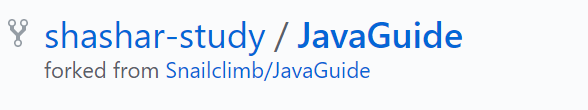 shashar-study / JavaGuide
forked from Snailclimb/JavaGuide